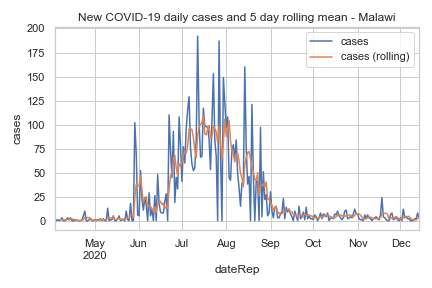 New COVID-19 daily cases and 5 day rolling mean - Malawi
cases
cases (rolling)
200
175
150
125
100
75
50
25
0
cases
May Jun Jul Aug Sep Oct Nov Dec
2020
dateRep